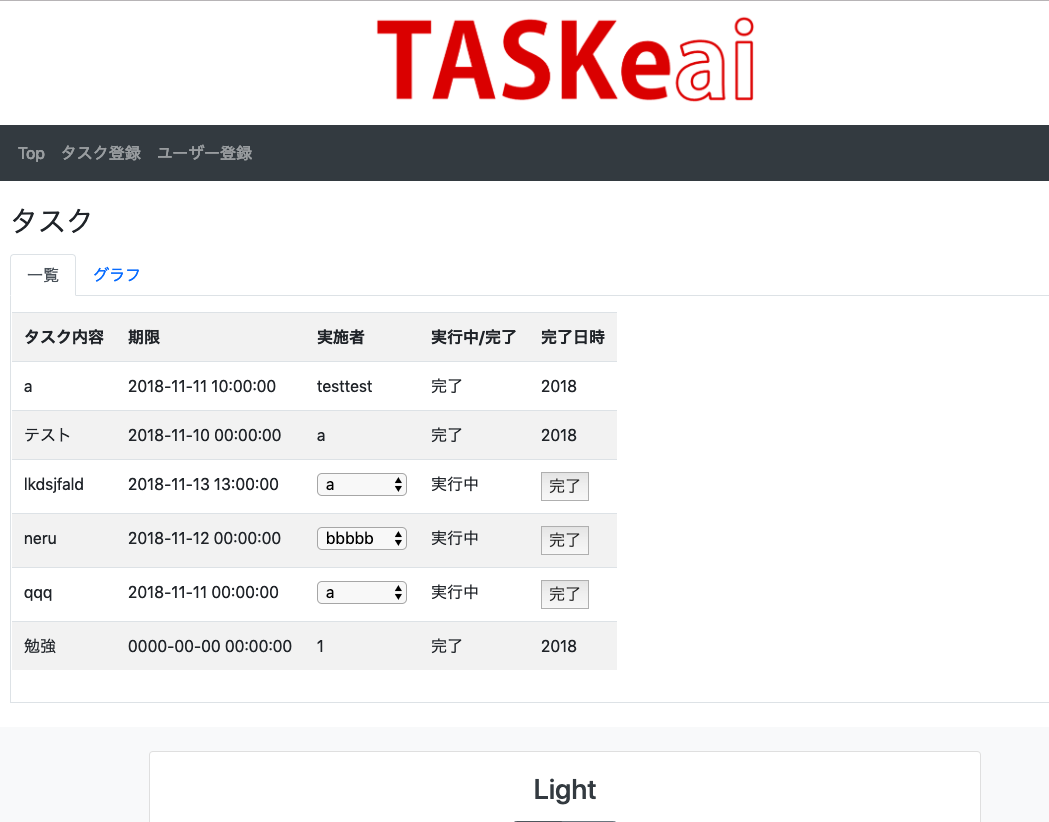 TASKeai
Top タスク登録 ユーザー登録
タスク
一覧 グラフ
タスク内容 期限 実施者 実行中/完了 完了日時
a 2018-11-11 10:00:00 testtest 完了 2018
テスト 2018-11-10 00:00:00 a 完了 2018
lkdsjfald 2018-11-13 13:00:00 a 実行中 完了
neru 2018-11-12 00:00:00 bbbbb 実行中 完了
qqq 2018-11-11 00:00:00 a 実行中 完了
勉強 0000-00-00 00:00:00 1 完了 2018
Light